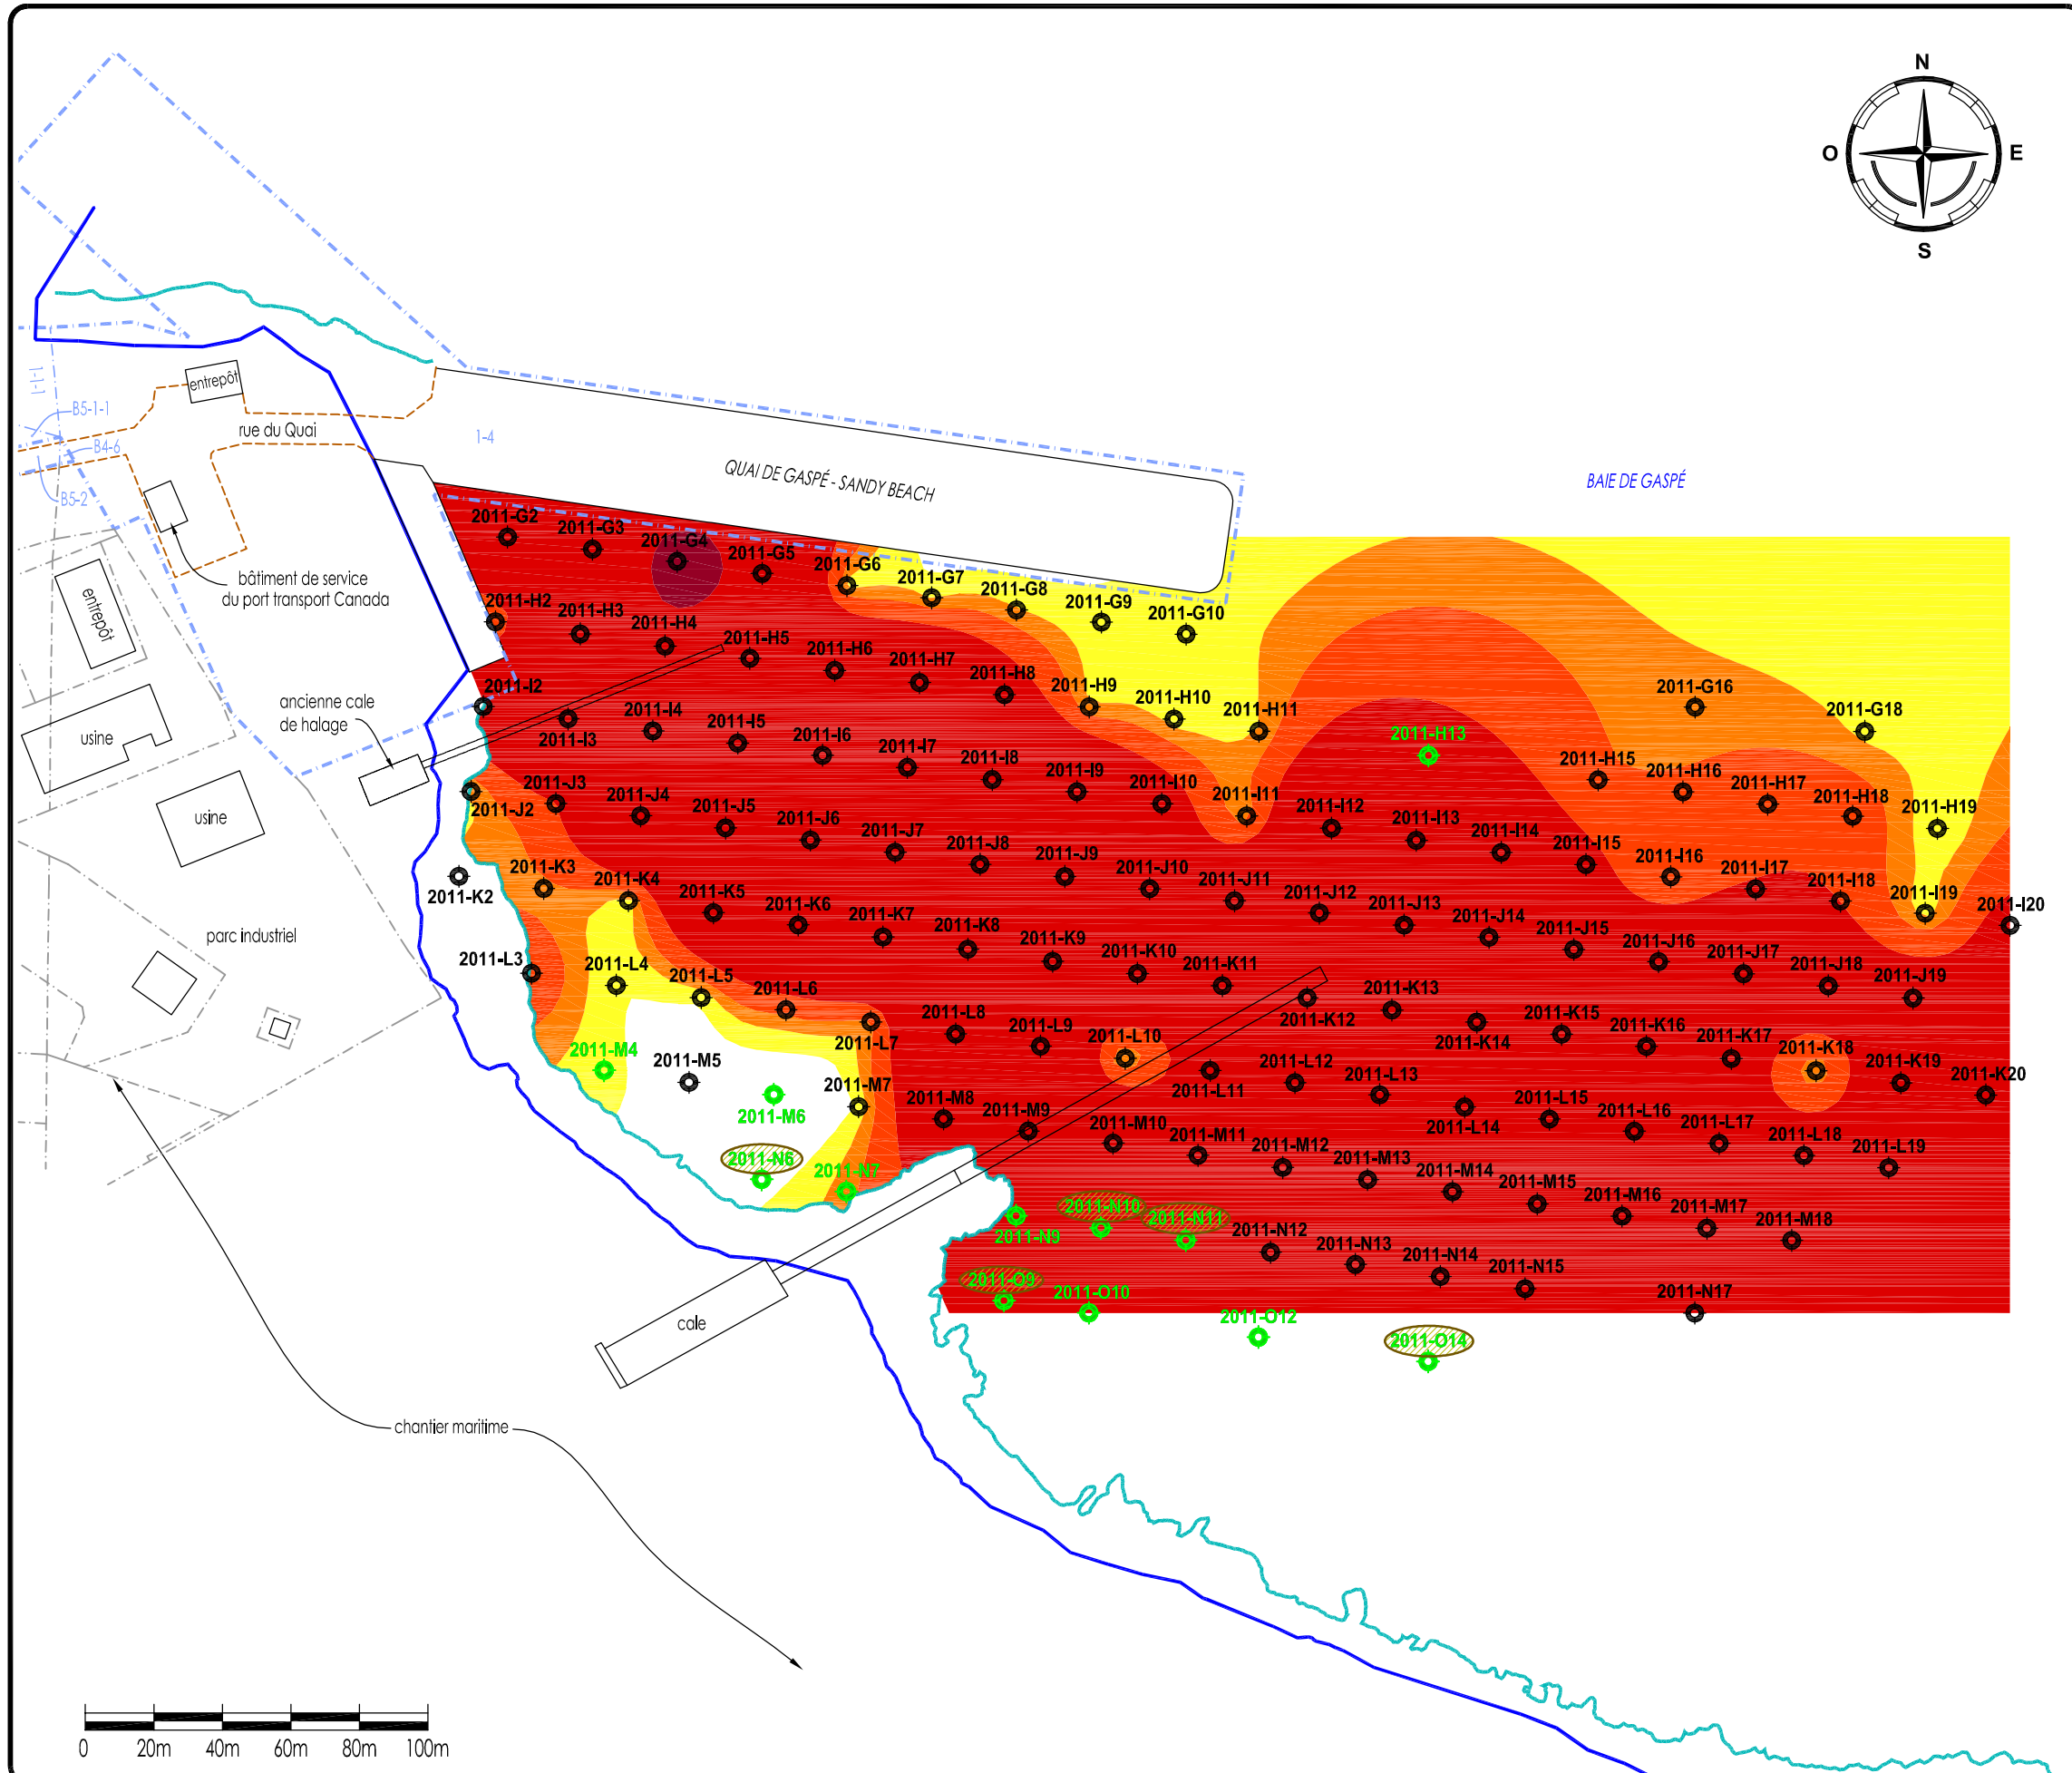 N
O
E
S
entrepôt
1-1-1
B5-1-1
rue du Quai
1-4
B4-6
B5-2
QUAI DE GASPÉ - SANDY BEACH
BAIE DE GASPÉ
2011-G2
2011-G3
2011-G4
2011-G5
2011-G6
2011-G7
2011-G8
2011-G9
2011-G10
2011-G16
2011-G18
bâtiment de service
du port transport Canada
entrepôt
2011-H2
2011-H3
2011-H4
2011-H5
2011-H6
2011-H7
2011-H8
2011-H9
2011-H10
2011-H11
2011-H13
2011-H15
2011-H16
2011-H17
2011-H18
2011-H19
ancienne cale
de halage
usine
2011-I2
2011-I3
2011-I4
2011-I5
2011-I6
2011-I7
2011-I8
2011-I9
2011-I10
2011-I11
2011-I12
2011-I13
2011-I14
2011-I15
2011-I16
2011-I17
2011-I18
2011-I19
2011-I20
usine
2011-J2
2011-J3
2011-J4
2011-J5
2011-J6
2011-J7
2011-J8
2011-J9
2011-J10
2011-J11
2011-J12
2011-J13
2011-J14
2011-J15
2011-J16
2011-J17
2011-J18
2011-J19
2011-K2
2011-K3
2011-K4
2011-K5
2011-K6
2011-K7
2011-K8
2011-K9
2011-K10
2011-K11
2011-K12
2011-K13
2011-K14
2011-K15
2011-K16
2011-K17
2011-K18
2011-K19
2011-K20
parc industriel
2011-L3
2011-L4
2011-L5
2011-L6
2011-L7
2011-L8
2011-L9
2011-L10
2011-L11
2011-L12
2011-L13
2011-L14
2011-L15
2011-L16
2011-L17
2011-L18
2011-L19
2011-M4
2011-M5
2011-M6
2011-M7
2011-M8
2011-M9
2011-M10
2011-M11
2011-M12
2011-M13
2011-M14
2011-M15
2011-M16
2011-M17
2011-M18
2011-N6
2011-N7
2011-N9
2011-N10
2011-N11
2011-N12
2011-N13
2011-N14
2011-N15
2011-N17
2011-O9
2011-O10
2011-O12
2011-O14
cale
chantier maritime
0
20m
40m
60m
80m
100m